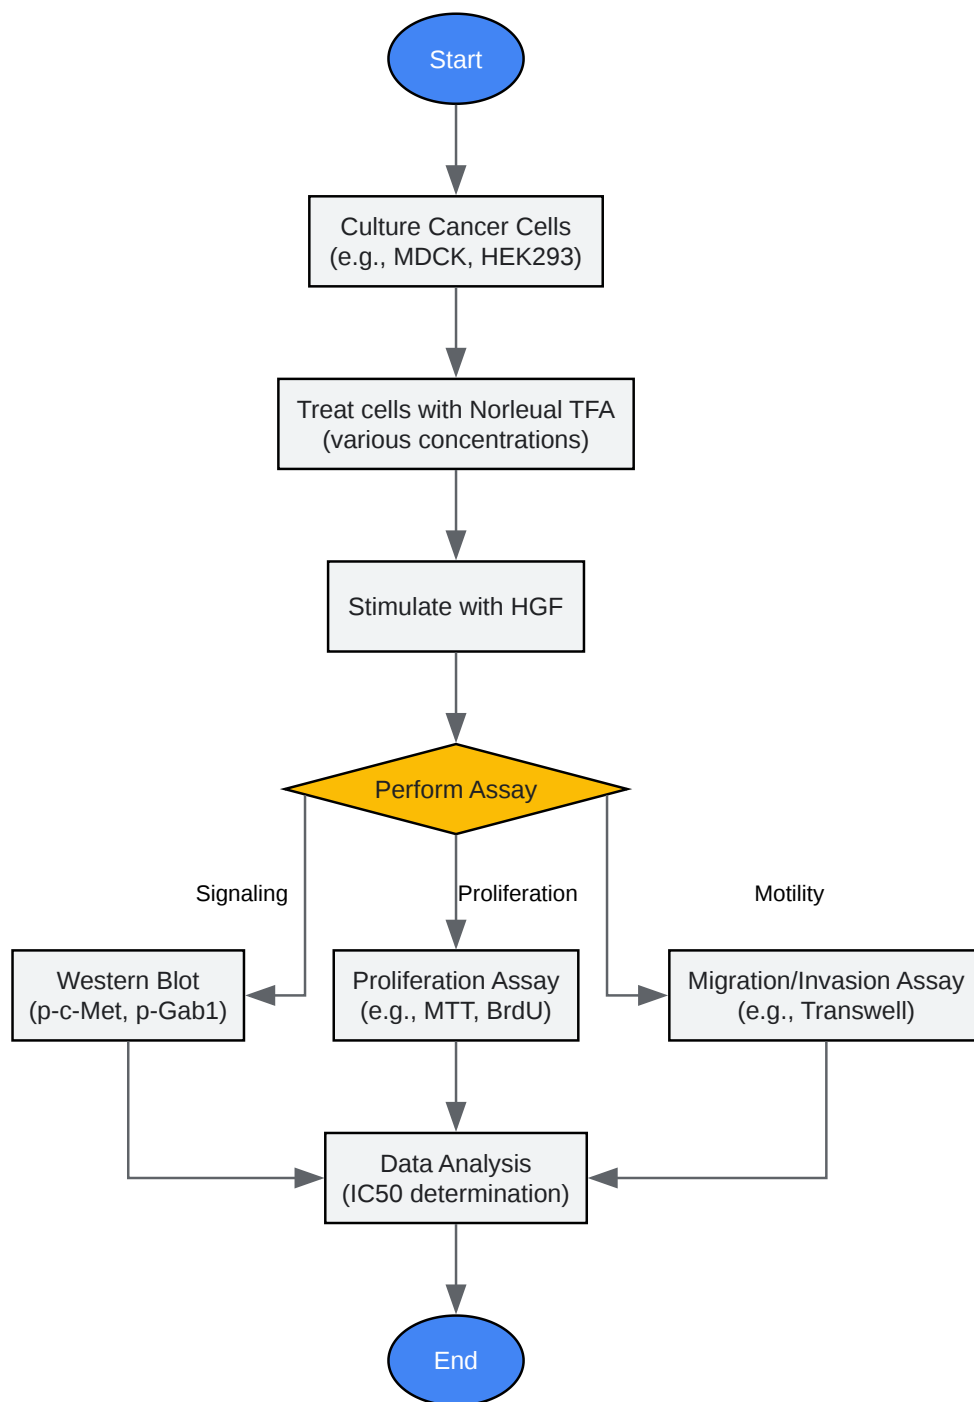 Start
Culture Cancer Cells
(e.g., MDCK, HEK293)
Treat cells with Norleual TFA
(various concentrations)
Stimulate with HGF
Perform Assay
Signaling
Proliferation
Motility
Western Blot
(p-c-Met, p-Gab1)
Proliferation Assay
(e.g., MTT, BrdU)
Migration/Invasion Assay
(e.g., Transwell)
Data Analysis
(IC50 determination)
End